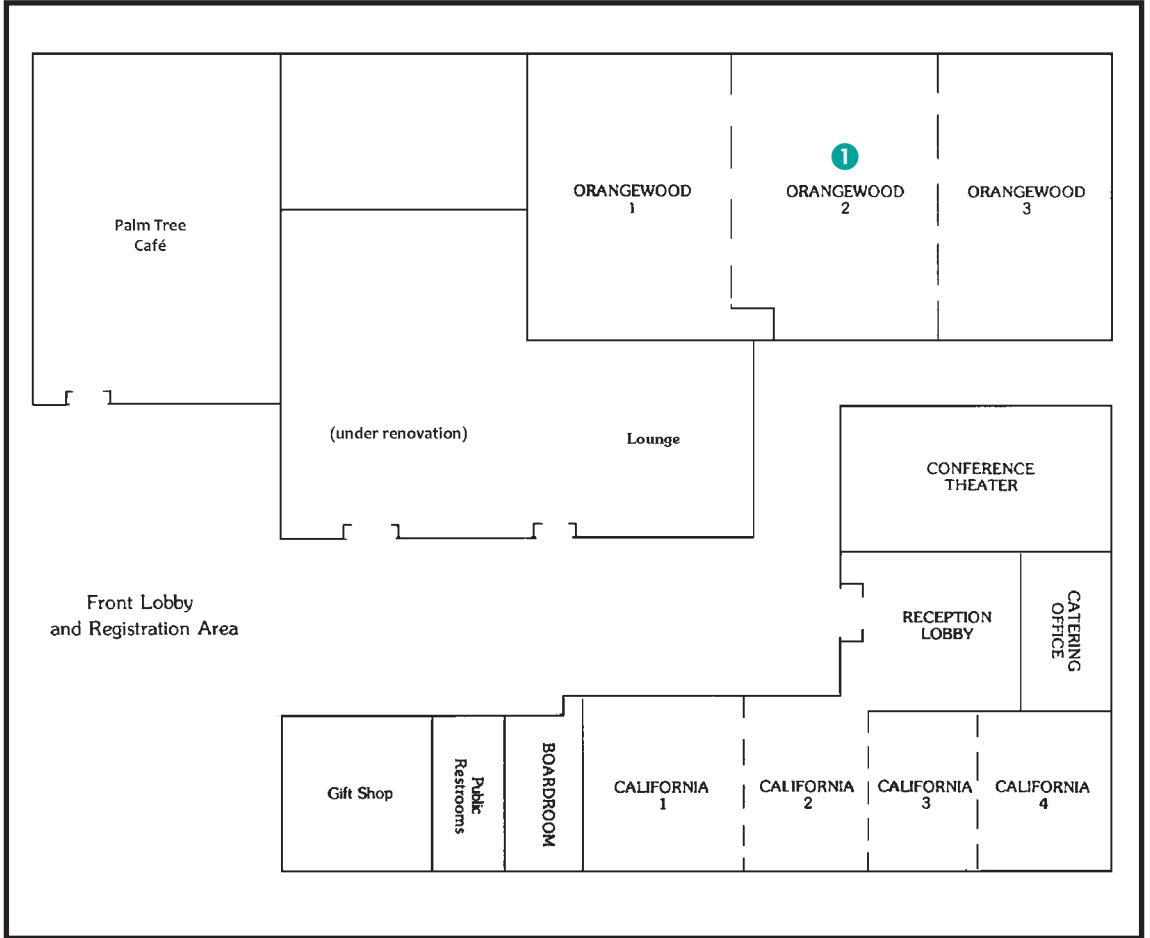 1
ORANGEWOOD
1
ORANGEWOOD
2
ORANGEWOOD
3
Palm Tree
Café
(under renovation)
Lounge
CONFERENCE
THEATER
Front Lobby
and Registration Area
RECEPTION
LOBBY
CATERING
OFFICE
Gift Shop
Public
Restrooms
BOARDROOM
CALIFORNIA
1
CALIFORNIA
2
CALIFORNIA
3
CALIFORNIA
4